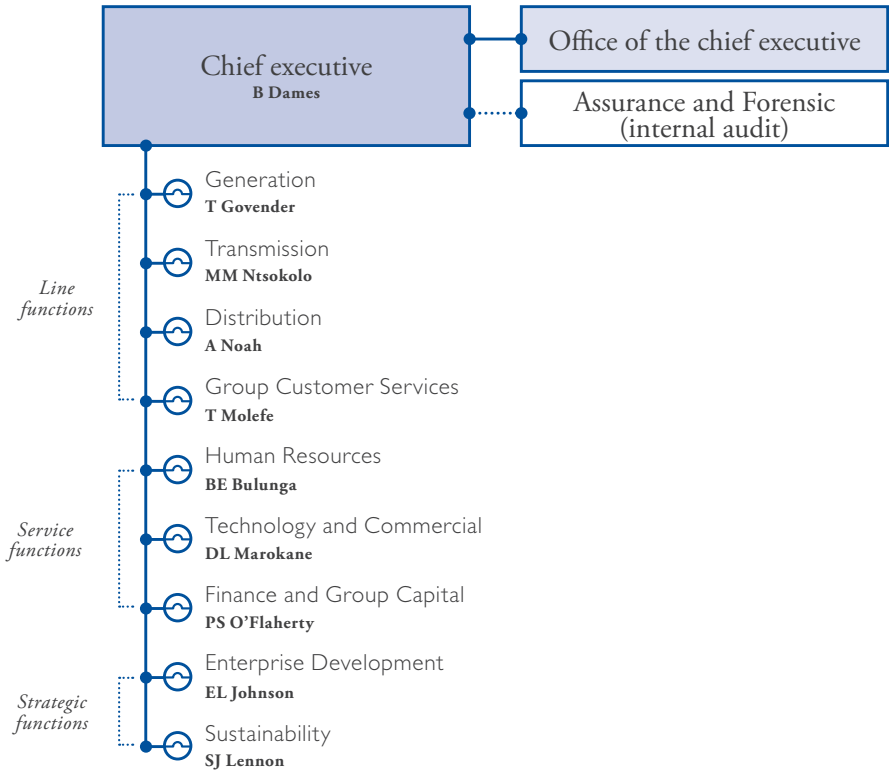 Chief executive
B Dames
Office of the chief executive
Assurance and Forensic
(internal audit)
Line
functions
Generation
T Govender
Transmission
MM Ntsokolo
Distribution
A Noah
Group Customer Services
T Molefe
Service
functions
Human Resources
BE Bulunga
Technology and Commercial
DL Marokane
Finance and Group Capital
PS O’Flaherty
Strategic
functions
Enterprise Development
EL Johnson
Sustainability
SJ Lennon